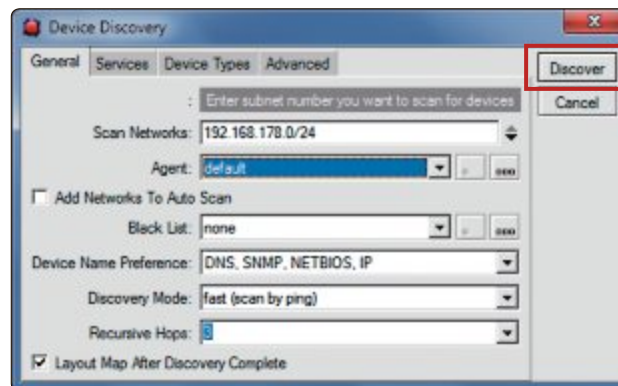 Device Discovery
General Services Device Types Advanced
Discover
Cancel
: Enter subnet number you want to scan for devices
Scan Networks: 192.168.178.0/24
Agent: default
Add Networks To Auto Scan
Black List: none
Device Name Preference: DNS, SNMP, NETBIOS, IP
Discovery Mode: fast (scan by ping)
Recursive Hops: 3
Layout Map After Discovery Complete